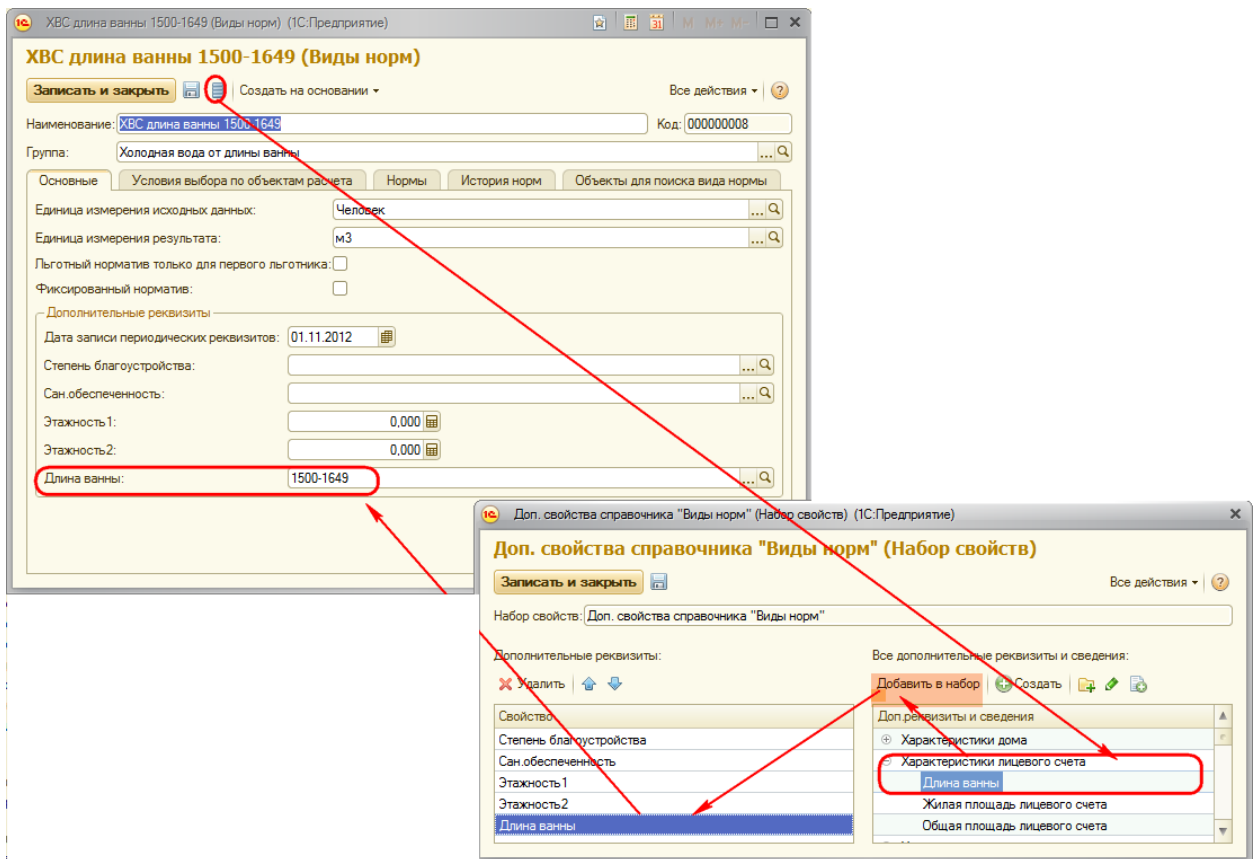 ХВС длина ванны 1500-1649 (Виды норм) (1С:Предприятие)
31 M M+ M-
ХВС длина ванны 1500-1649 (Виды норм)
Записать и закрыть Создать на основании Все действия ?
Наименование: ХВС длина ванны 1500-1649 Код: 000000008
Группа: Холодная вода от длины ванны ...
Основные Условия выбора по объектам расчета Нормы История норм Объекты для поиска вида нормы
Единица измерения исходных данных: Человек ...
Единица измерения результата: м3 ...
Льготный норматив только для первого льготника:
Фиксированный норматив:
Дополнительные реквизиты
Дата записи периодических реквизитов: 01.11.2012
Степень благоустройства: ...
Сан.обеспеченность: ...
Этажность1: 0,000
Этажность2: 0,000
Длина ванны: 1500-1649 ...
Доп. свойства справочника "Виды норм" (Набор свойств) (1С:Предприятие)
Доп. свойства справочника "Виды норм" (Набор свойств)
Записать и закрыть Все действия ?
Набор свойств: Доп. свойства справочника "Виды норм"
Дополнительные реквизиты: Все дополнительные реквизиты и сведения:
Удалить Добавить в набор Создать
Свойство Доп.реквизиты и сведения
Степень благоустройства Характеристики дома
Сан.обеспеченность Характеристики лицевого счета
Этажность1 Длина ванны
Этажность2 Жилая площадь лицевого счета
Длина ванны Общая площадь лицевого счета